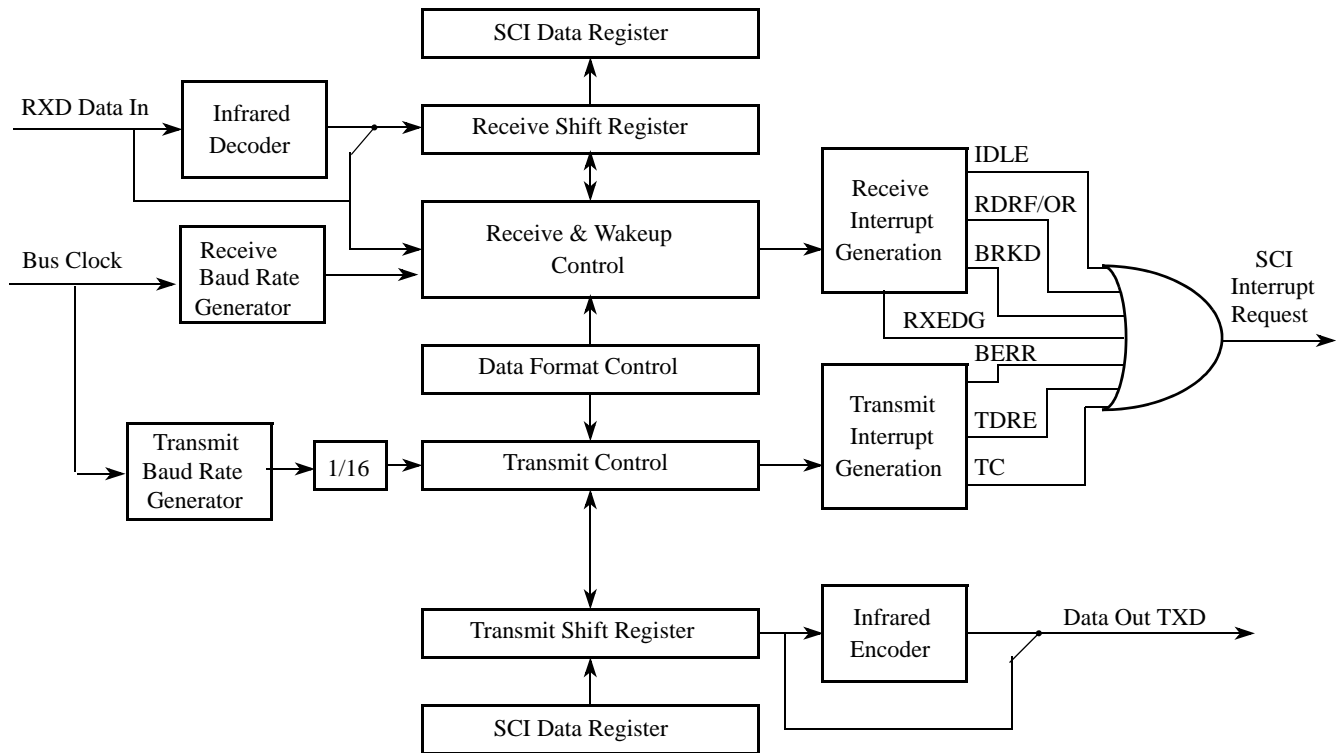 SCI Data Register
RXD Data In
Infrared
Decoder
Receive Shift Register
IDLE
Receive
Interrupt
Generation
RDRF/OR
BRKD
Receive & Wakeup
Control
Bus Clock
Receive
Baud Rate
Generator
SCI
Interrupt
Request
RXEDG
BERR
Data Format Control
Transmit
Interrupt
Generation
TDRE
TC
Transmit
Baud Rate
Generator
1/16
Transmit Control
Transmit Shift Register
Infrared
Encoder
Data Out TXD
SCI Data Register